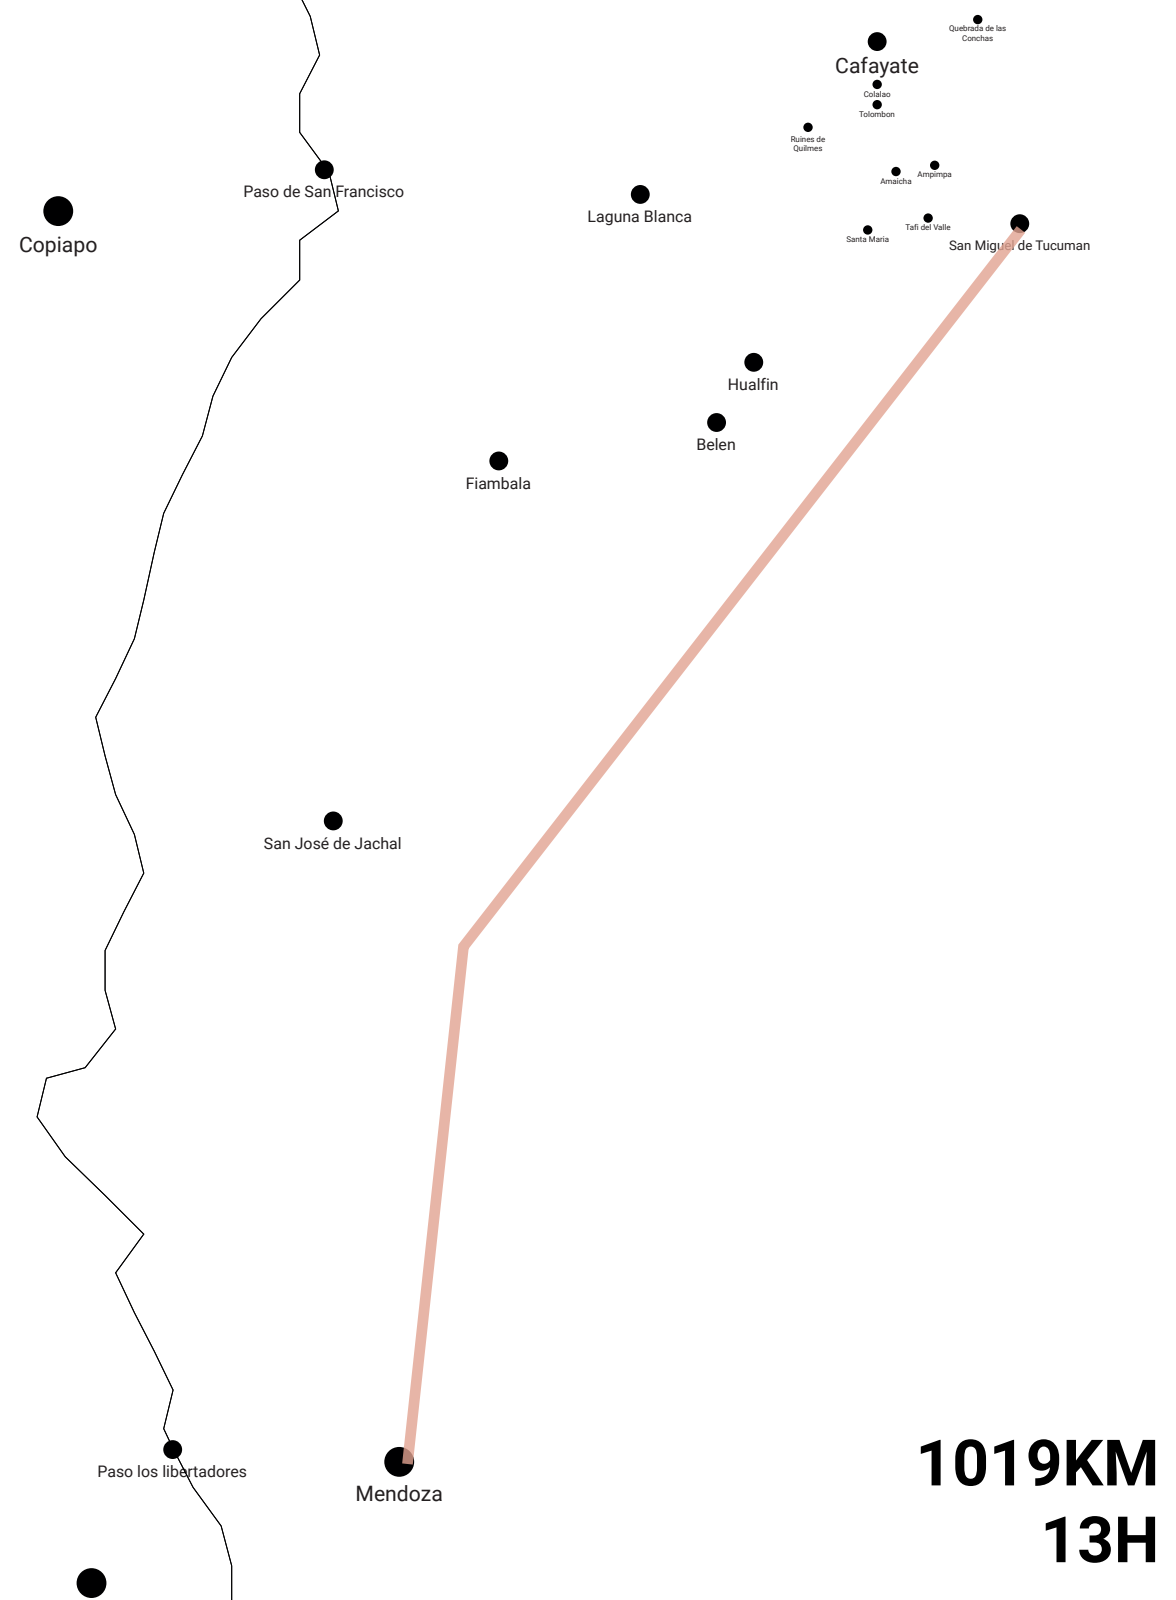 Quebrada de las
Conchas
Cafayate
Colalao
Tolombon
Ruines de
Quilmes
Ampimpa
Amaicha
Paso de San Francisco
Laguna Blanca
Copiapo
Tafi del Valle
Santa Maria
San Miguel de Tucuman
Hualfin
Belen
Fiambala
San José de Jachal
Paso los libertadores
Mendoza
1019KM
13H